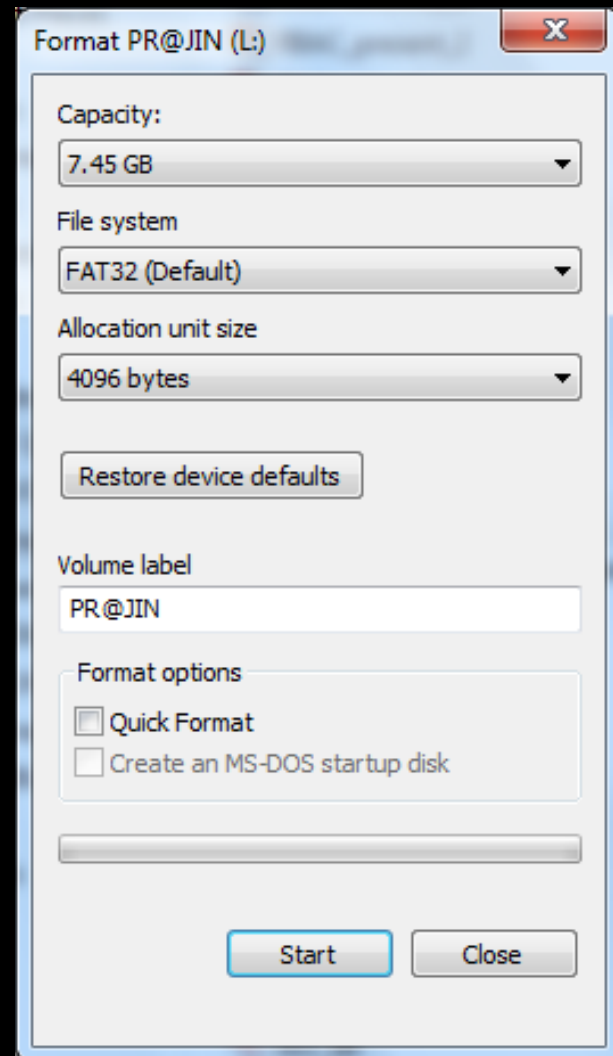 Format PR@JIN (L:)
Capacity:
7.45 GB
File system
FAT32 (Default)
Allocation unit size
4096 bytes
Restore device defaults
Volume label
PR@JIN
Format options
Quick Format
Create an MS-DOS startup disk
Start
Close